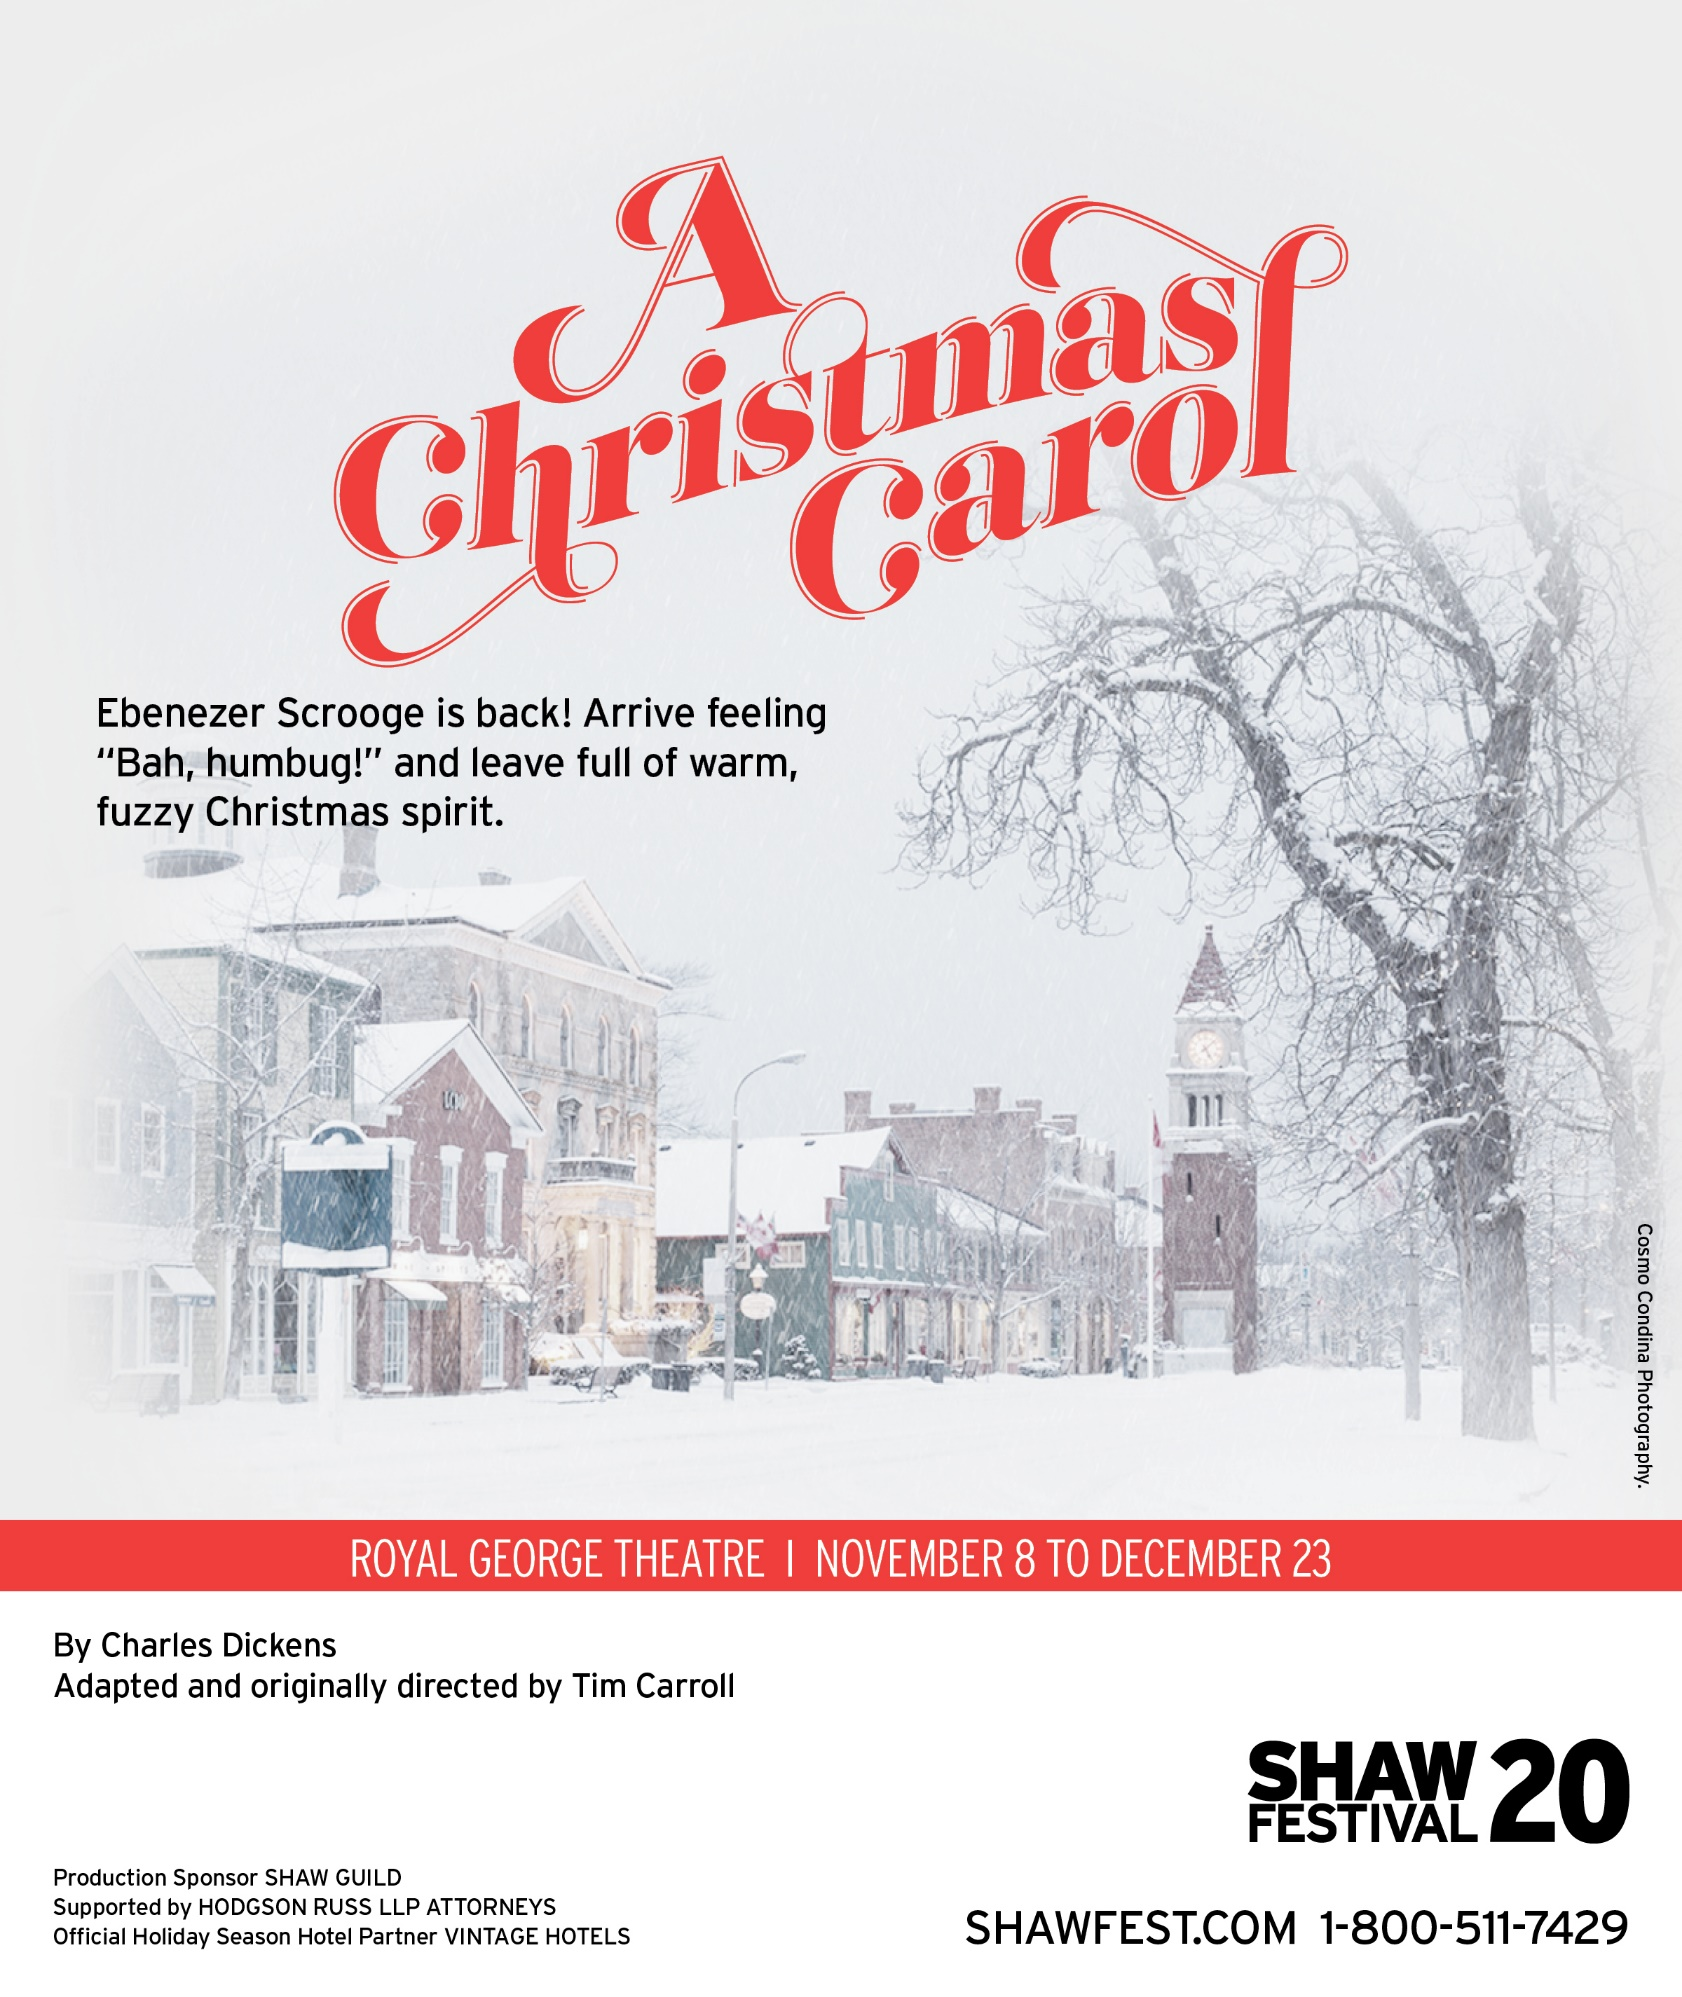 A
Christmas
Carol
Ebenezer Scrooge is back! Arrive feeling
“Bah, humbug!” and leave full of warm,
fuzzy Christmas spirit.
Cosmo Condina Photography.
ROYAL GEORGE THEATRE | NOVEMBER 8 TO DECEMBER 23
By Charles Dickens
Adapted and originally directed by Tim Carroll
SHAW
FESTIVAL 20
Production Sponsor SHAW GUILD
Supported by HODGSON RUSS LLP ATTORNEYS
Official Holiday Season Hotel Partner VINTAGE HOTELS
SHAWFEST.COM 1-800-511-7429